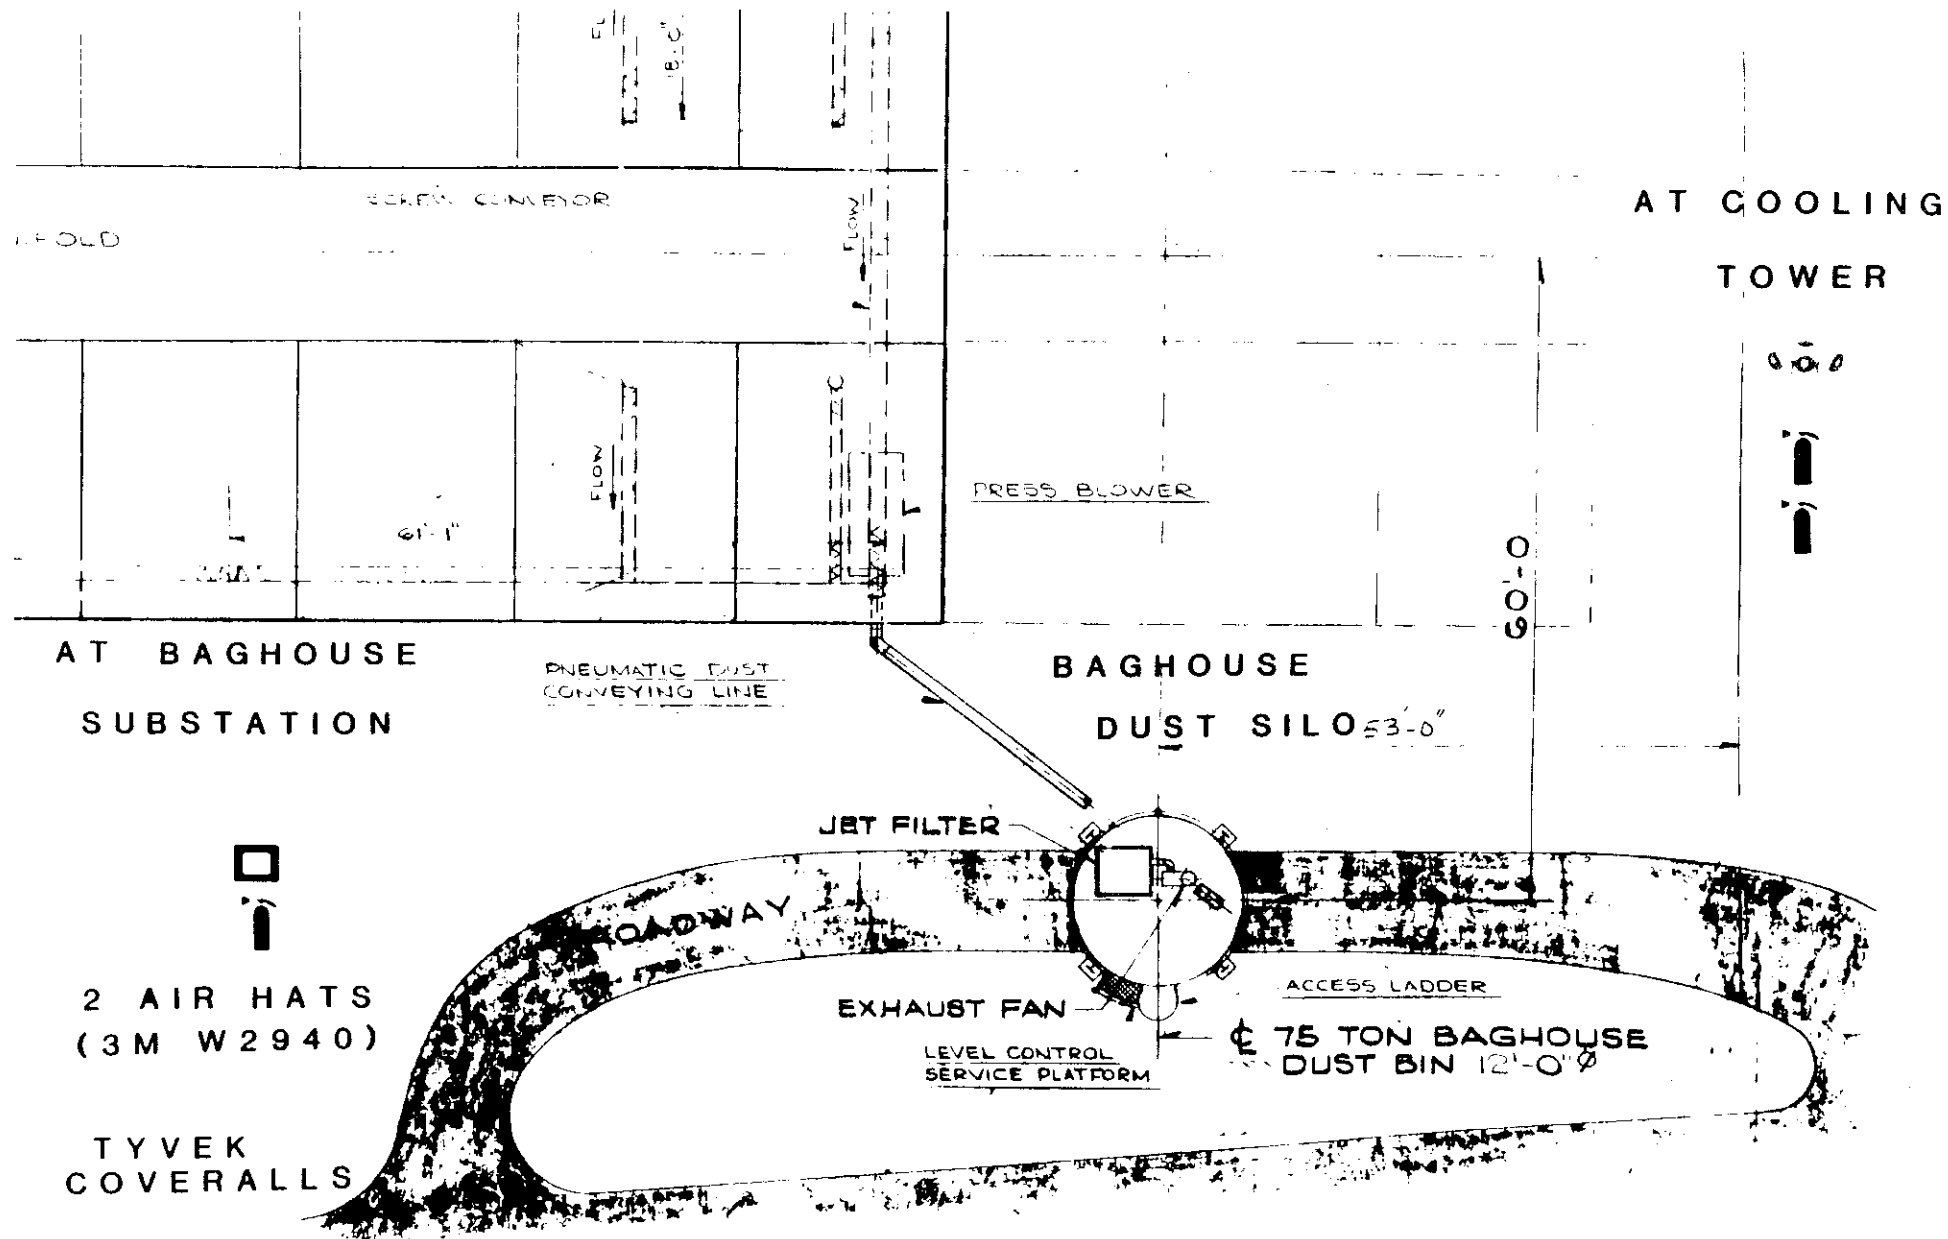 18'-0"
SCREW CONVEYOR
FLOW
AT COOLING
TOWER
FLOW
61'-1"
PRESS BLOWER
60'-0
AT BAGHOUSE
SUBSTATION
PNEUMATIC DUST
CONVEYING LINE
BAGHOUSE
DUST SILO
53'-0"
JET FILTER
ROADWAY
2 AIR HATS
(3M W2940)
EXHAUST FAN
ACCESS LADDER
LEVEL CONTROL
SERVICE PLATFORM
℄ 75 TON BAGHOUSE
DUST BIN 12'-0"Ø
TYVEK
COVERALLS